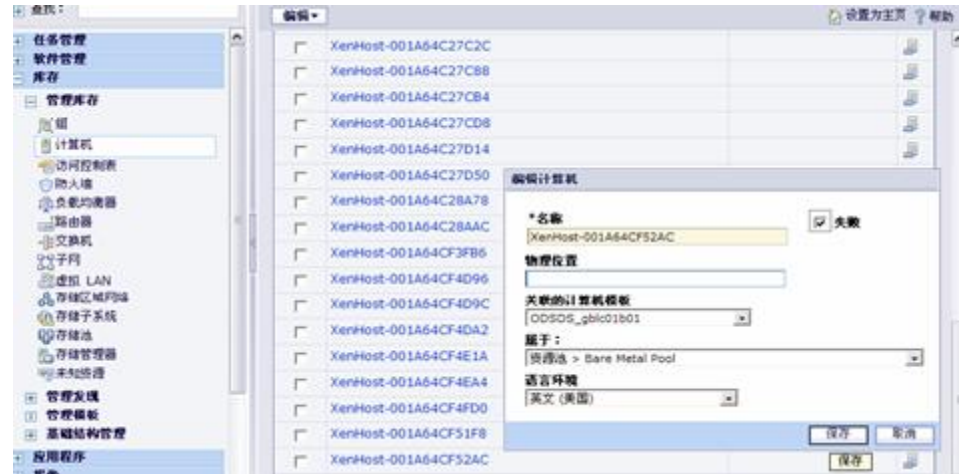 查找：
编辑
设置为主页 ? 帮助
任务管理
软件管理
库存
管理库存
组
计算机
访问控制表
防火墙
负载均衡器
路由器
交换机
子网
虚拟 LAN
存储区域网络
存储子系统
存储池
存储管理器
未知资源
管理发现
管理模板
基础结构管理
应用程序
XenHost-001A64C27C2C
XenHost-001A64C27C88
XenHost-001A64C27CB4
XenHost-001A64C27CD8
XenHost-001A64C27D14
XenHost-001A64C27D50
XenHost-001A64C28A78
XenHost-001A64C28AAC
XenHost-001A64CF3FB6
XenHost-001A64CF4D96
XenHost-001A64CF4D9C
XenHost-001A64CF4DA2
XenHost-001A64CF4E1A
XenHost-001A64CF4EA4
XenHost-001A64CF4FD0
XenHost-001A64CF51F8
XenHost-001A64CF52AC
编辑计算机
*名称
失败
XenHost-001A64CF52AC
物理位置
关联的计算机模板
ODSDS_gblc01b01
属于：
资源池 > Bare Metal Pool
语言环境
英文 (美国)
保存 取消
保存